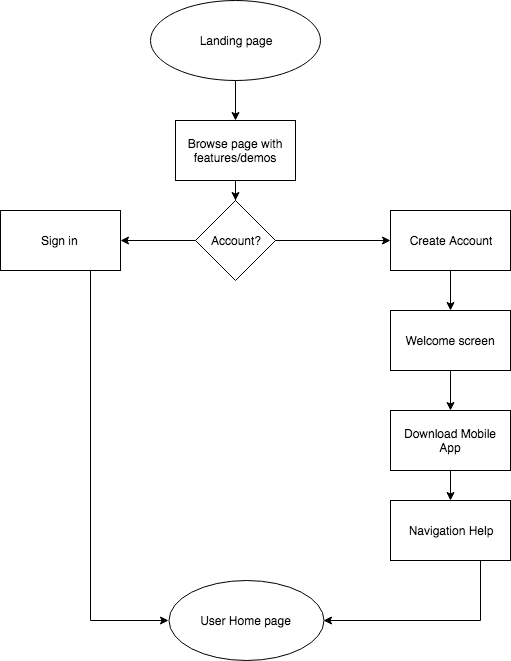 Landing page
Browse page with
features/demos
Sign in
Account?
Create Account
Welcome screen
Download Mobile
App
Navigation Help
User Home page